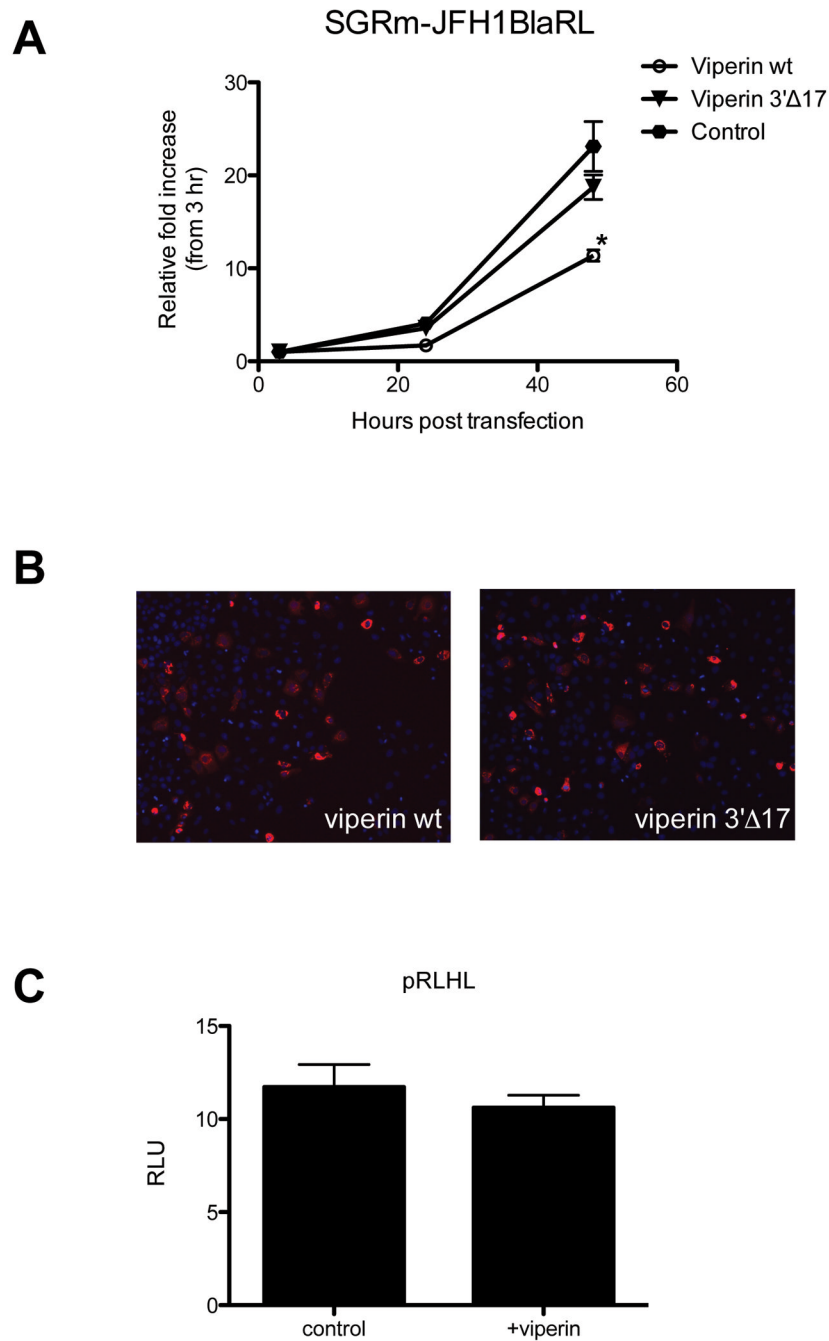 A
SGRm-JFH1BlaRL
Relative fold increase
(from 3 hr)
30
20
10
0
0 20 40 60
Hours post transfection
Viperin wt
Viperin 3'Δ17
Control
*
B
viperin wt
viperin 3'Δ17
C
pRLHL
RLU
15
10
5
0
control +viperin